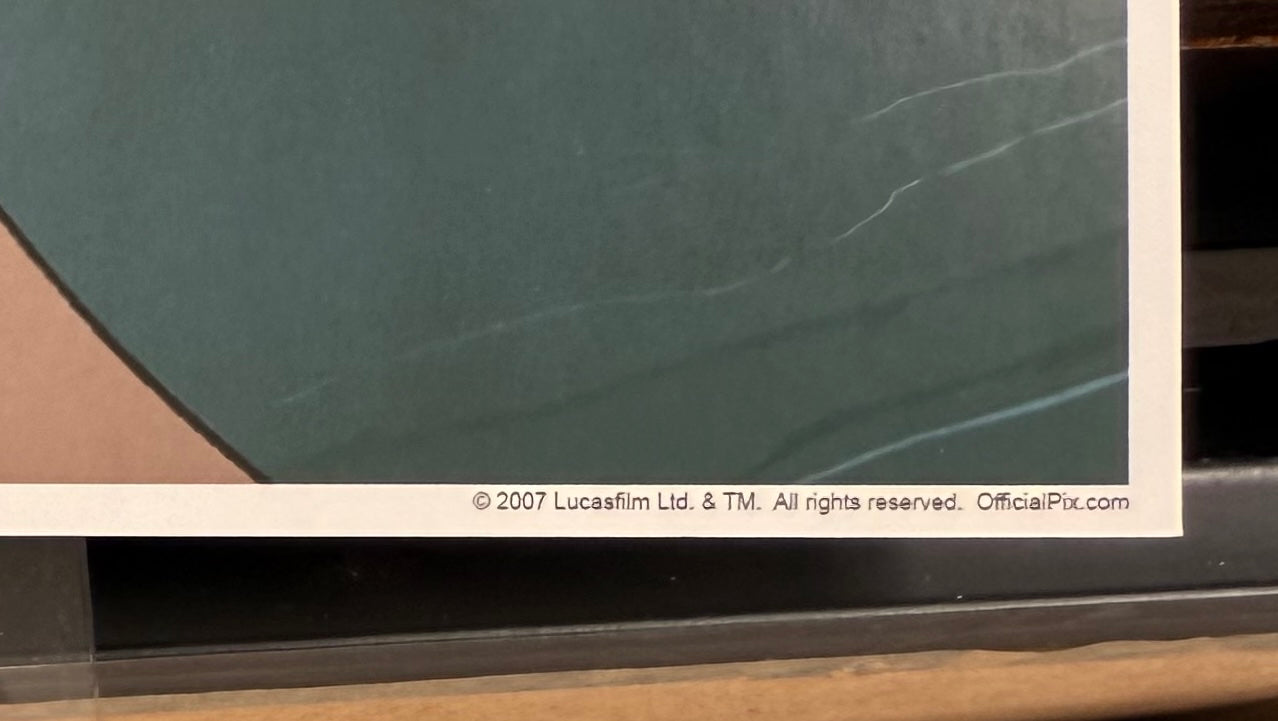 © 2007 Lucasfilm Ltd. & TM. All rights reserved. OfficialPix.com